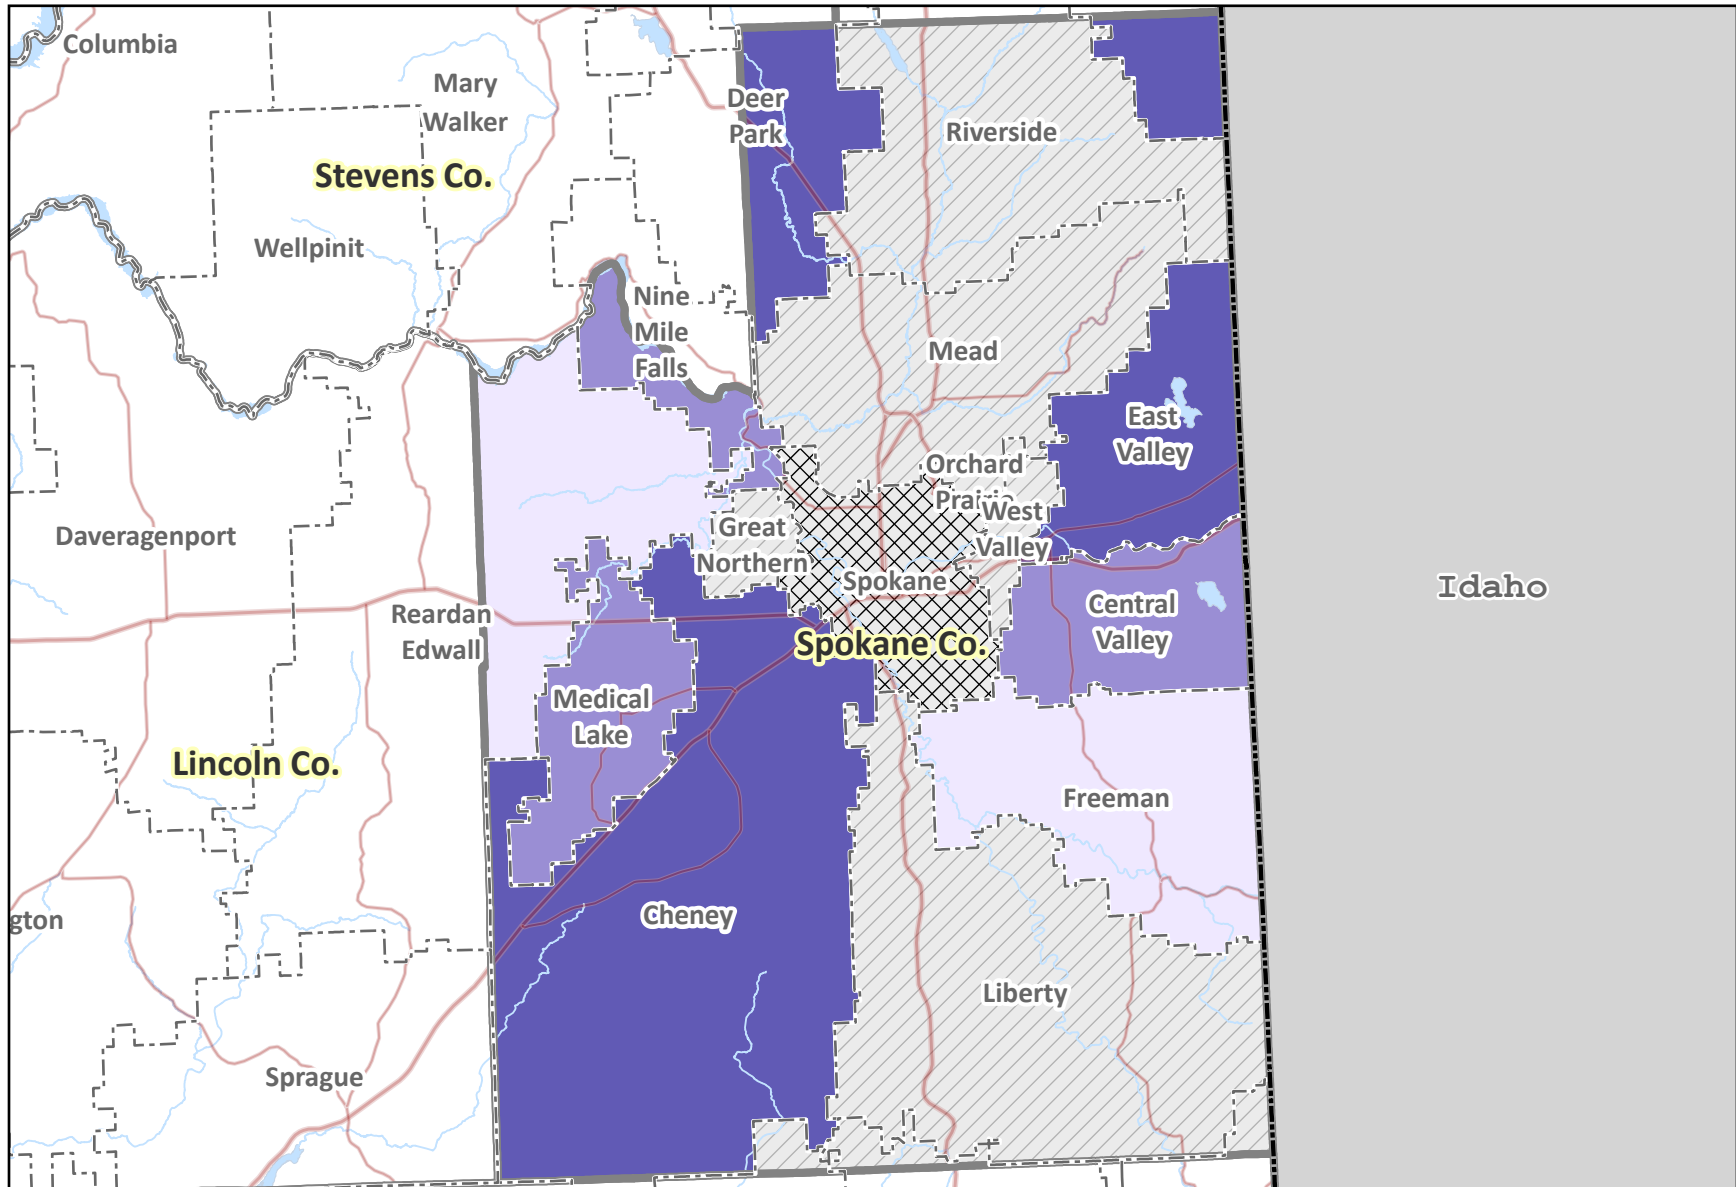 Columbia
Mary
Walker
Deer
Park
Riverside
Stevens Co.
Wellpinit
Nine
Mile
Falls
Mead
East
Valley
Orchard
Prairie
West
Valley
Great
Northern
Daveragenport
Spokane
Idaho
Central
Valley
Reardan
Edwall
Spokane Co.
Medical
Lake
Lincoln Co.
Freeman
gton
Cheney
Liberty
Sprague